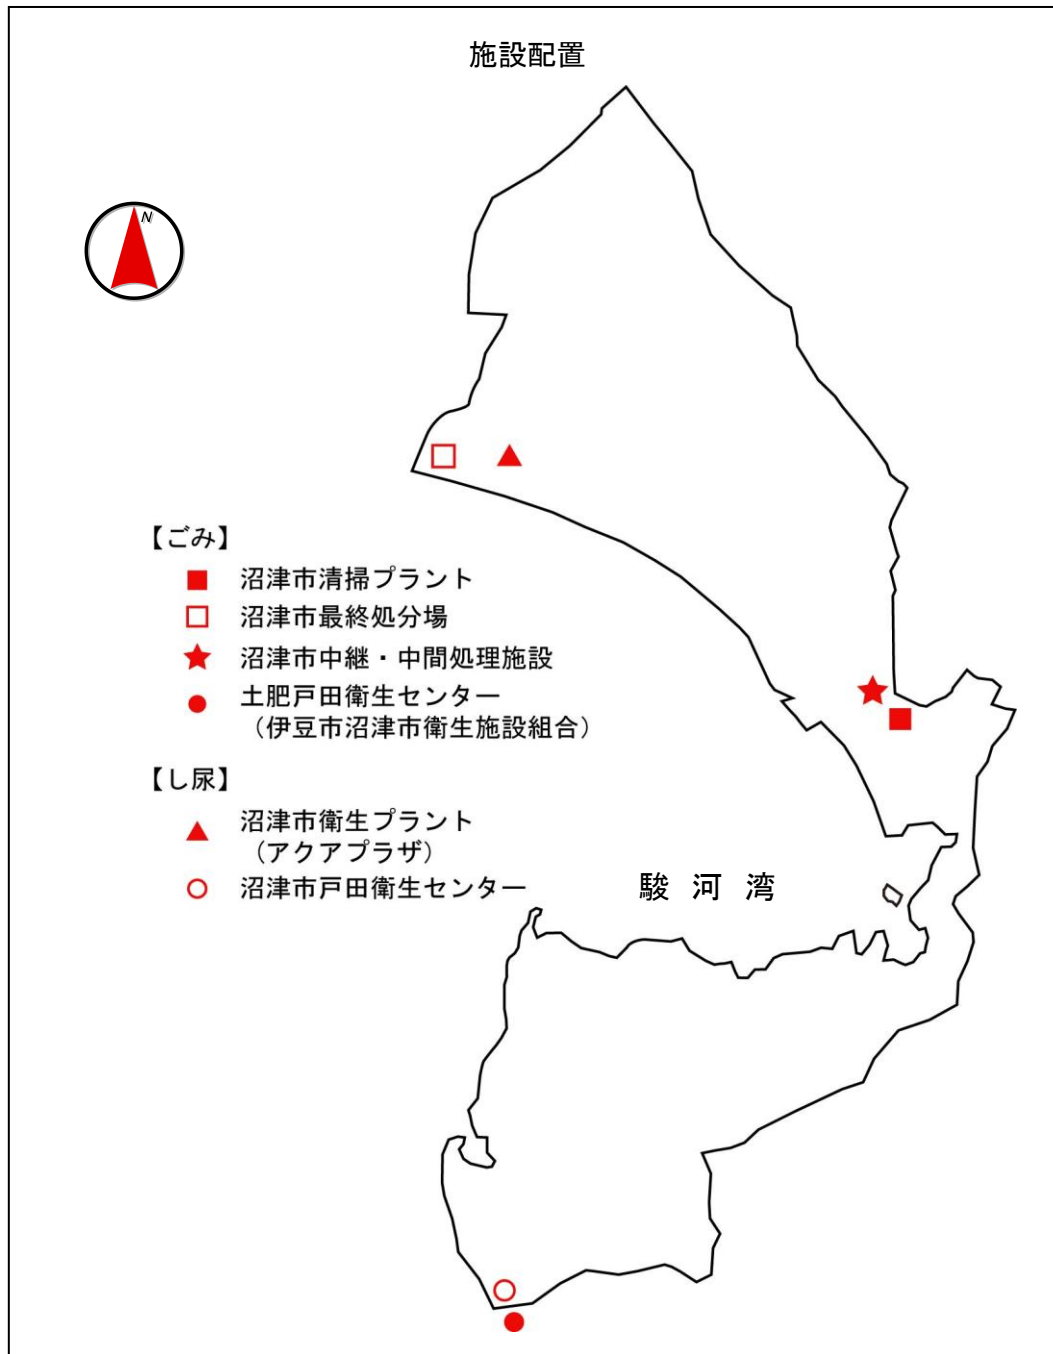 施設配置
N
【ごみ】
沼津市清掃プラント
沼津市最終処分場
沼津市中継・中間処理施設
土肥戸田衛生センター
（伊豆市沼津市衛生施設組合）
【し尿】
沼津市衛生プラント
（アクアプラザ）
沼津市戸田衛生センター
駿河湾